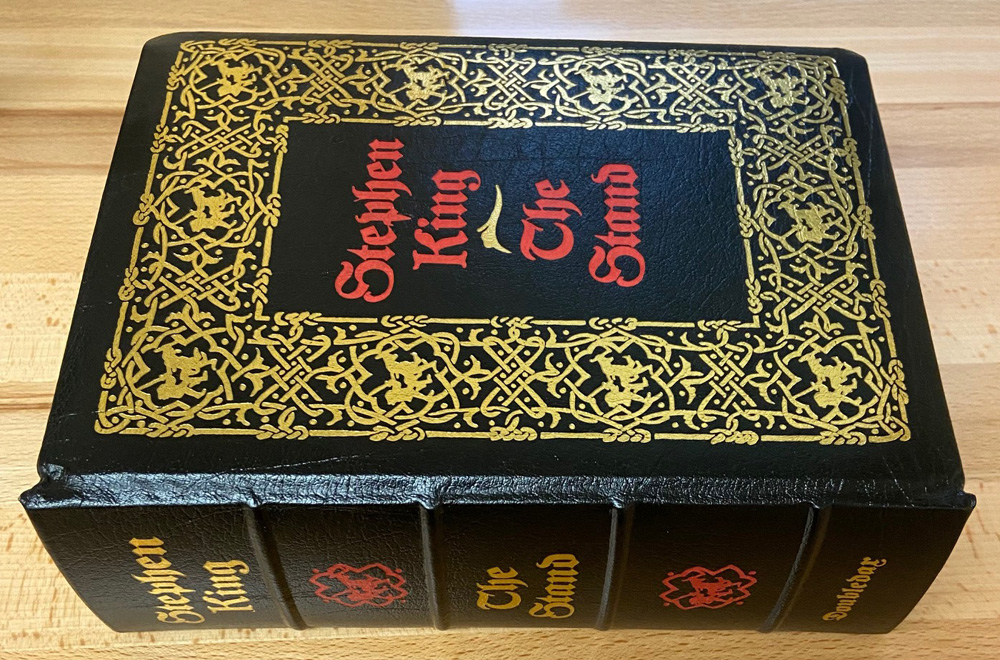 Stephen
King
The
Stand
Stephen
King
The
Stand
Doubleday